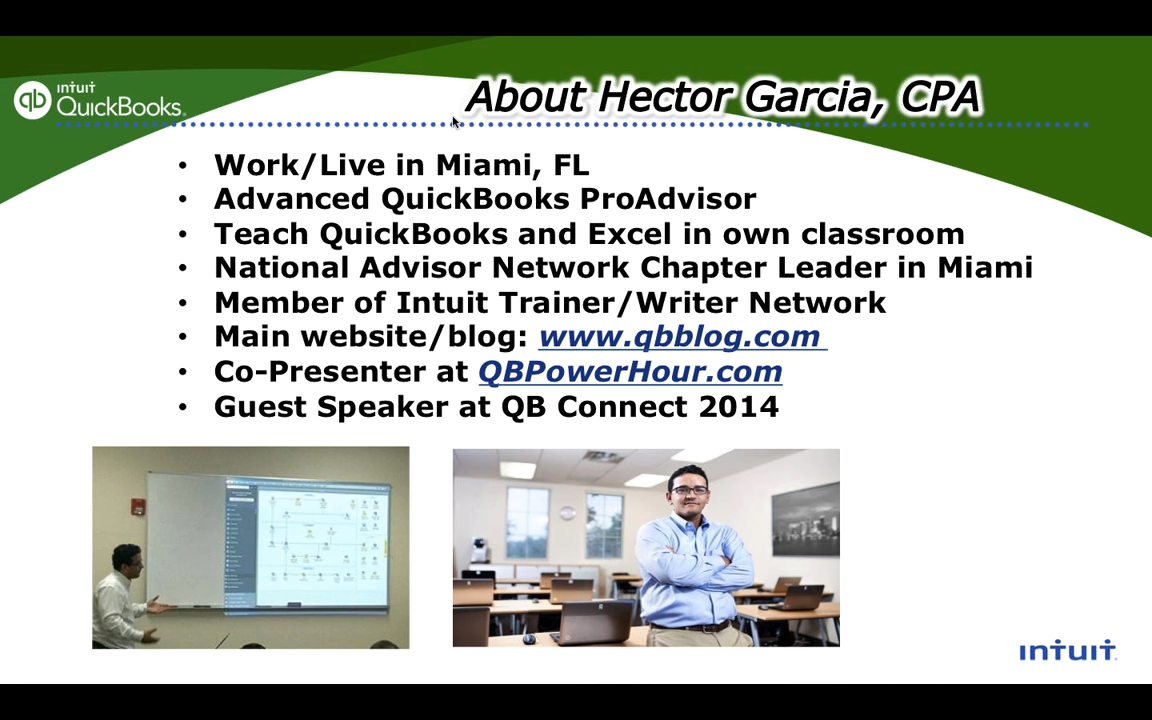 ıntuıt
QuickBooks
About Hector Garcia, CPA
• Work/Live in Miami, FL
• Advanced QuickBooks ProAdvisor
• Teach QuickBooks and Excel in own classroom
• National Advisor Network Chapter Leader in Miami
• Member of Intuit Trainer/Writer Network
• Main website/blog: www.qbblog.com
• Co-Presenter at QBPowerHour.com
• Guest Speaker at QB Connect 2014
ıntuıt